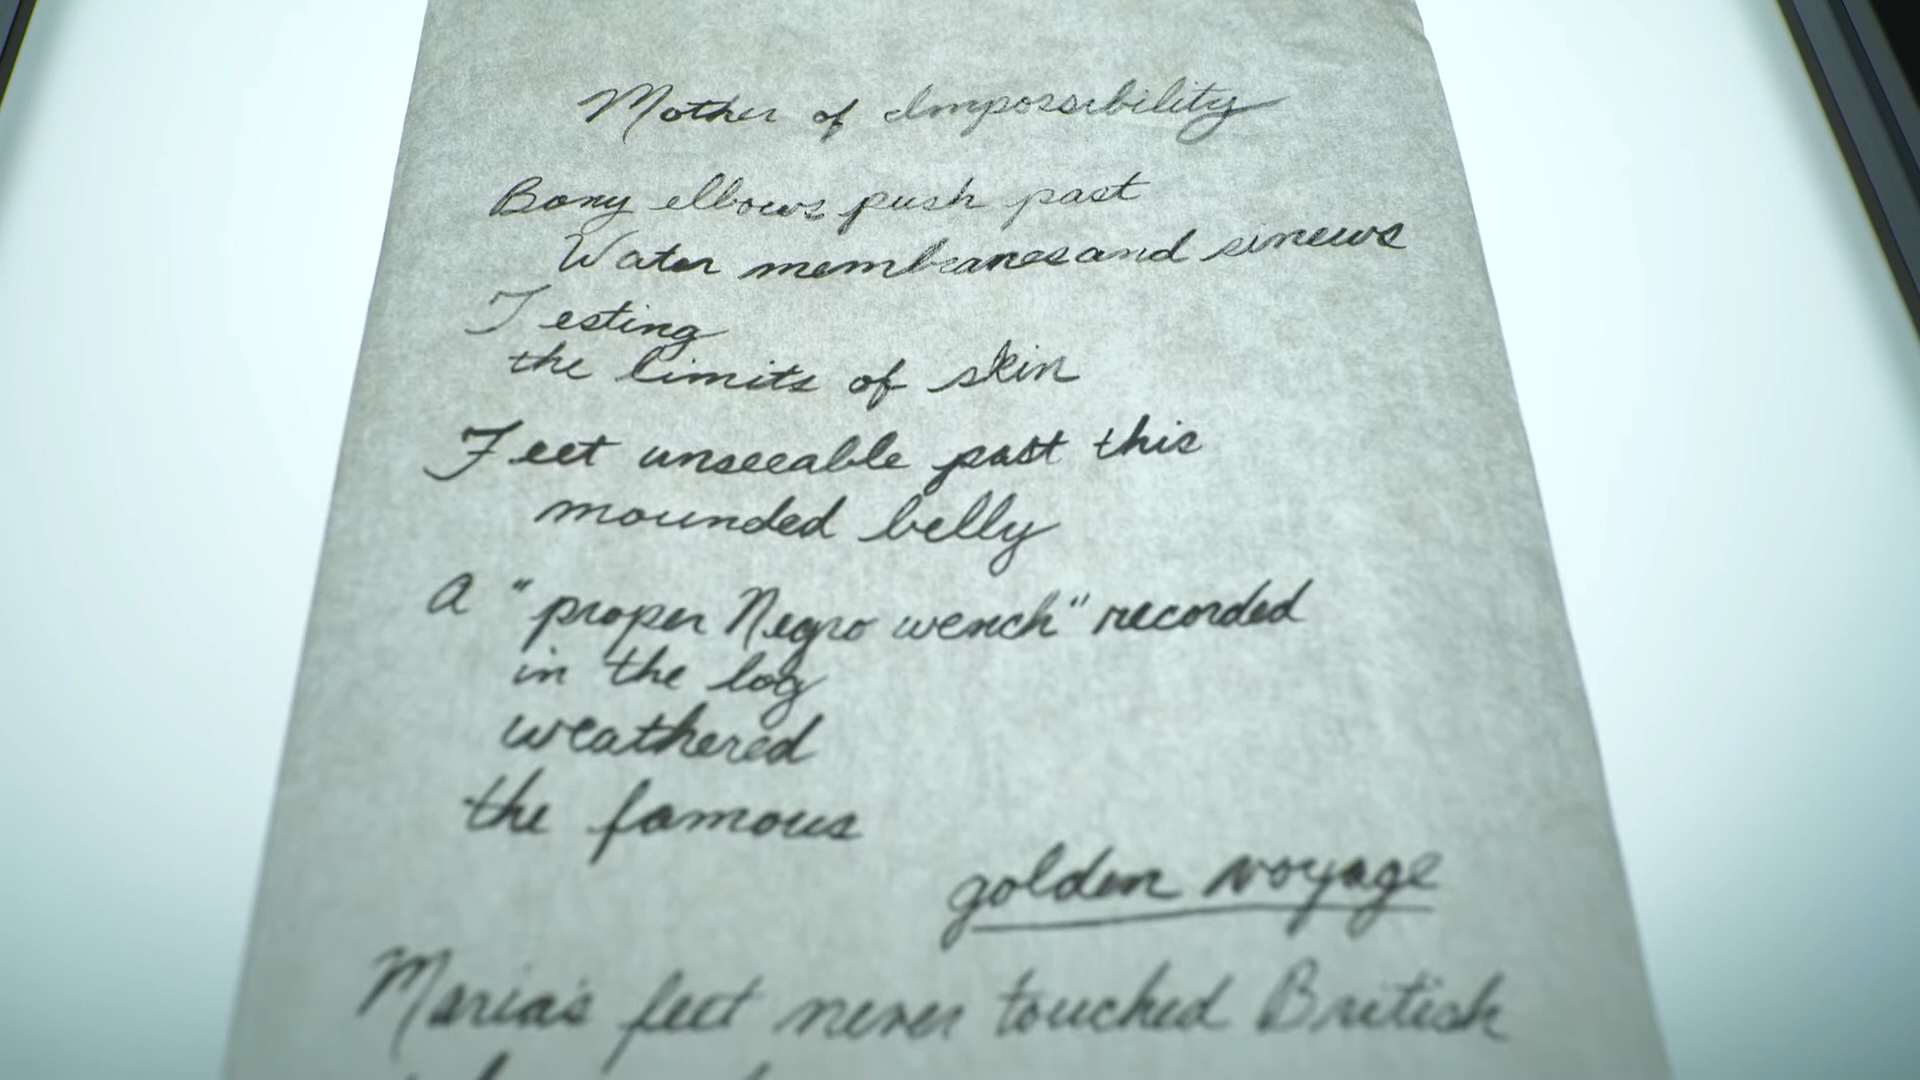 Mother of Impossibility
Bony elbows push past
Water membranes and sinews
Testing
the limits of skin
Feet unseeable past this
mounded belly
A "proper Negro wench" recorded
in the log
weathered
the famous
golden voyage
Maria's feet never touched British